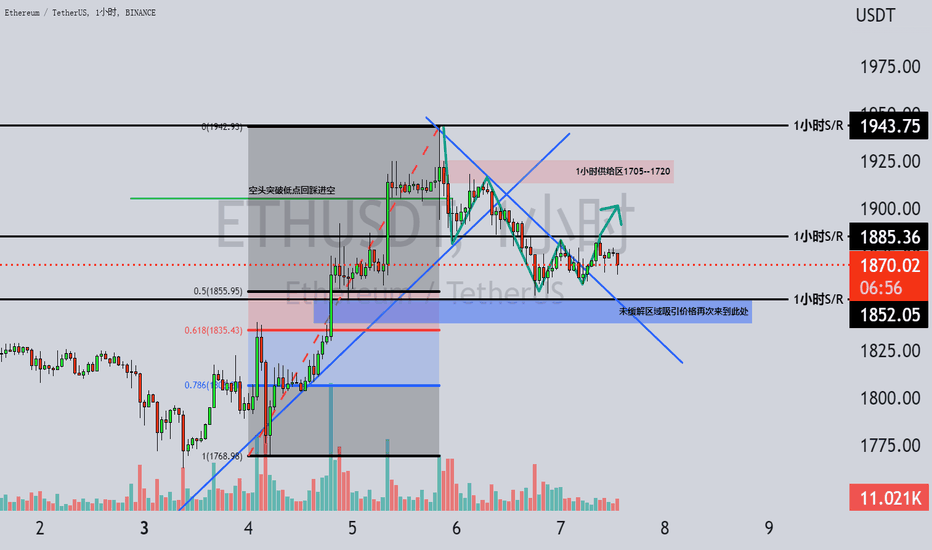 Ethereum / TetherUS, 1小时, BINANCE
USDT
1975.00
1小时S/R
1943.75
0(1942.93)
1925.00
1小时供给区1705--1720
空头突破低点回踩进空
1900.00
ETHUSDT, 1小时
1小时S/R
1885.36
1870.02
06:56
Ethereum / TetherUS
0.5(1855.95)
1小时S/R
1852.05
未缓解区域吸引价格再次来到此处
0.618(1835.43)
1825.00
1800.00
1775.00
1(1768.96)
11.021K
2 3 4 5 6 7 8 9